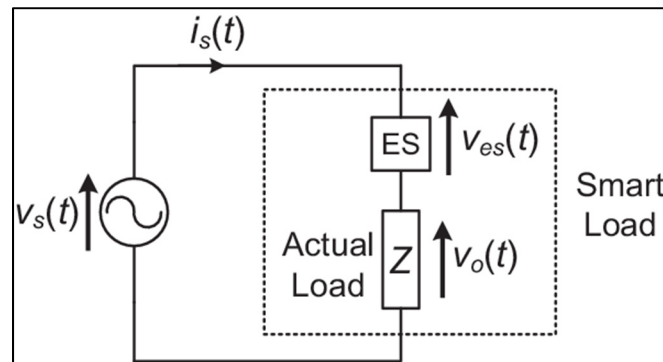 i_s(t)
v_s(t)
ES
v_es(t)
Smart
Load
Actual
Load
Z
v_o(t)